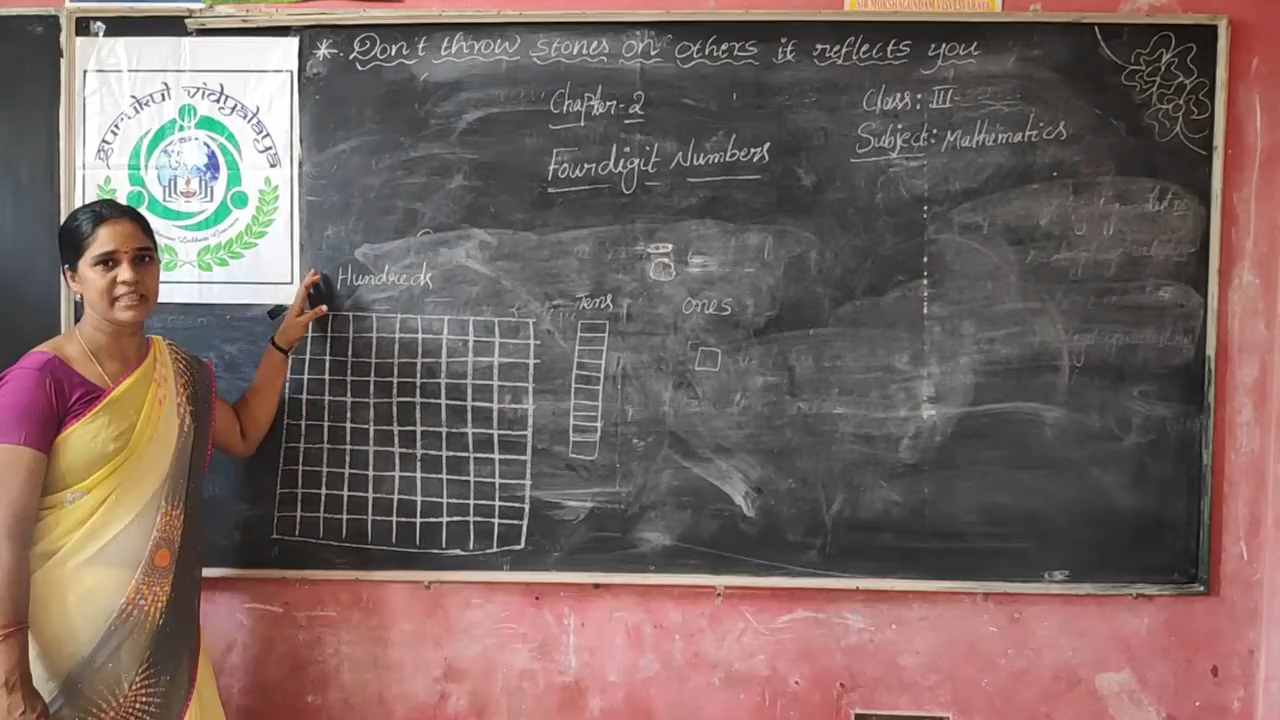 SIR MOKSHAGUNDAM VISVESVARAYA
*. Don't throw stones on others it reflects you
Chapter-2
Class: III
Subject: Mathematics
Fourdigit Numbers
gurukul vidyalaya
Hundreds
Tens
Ones